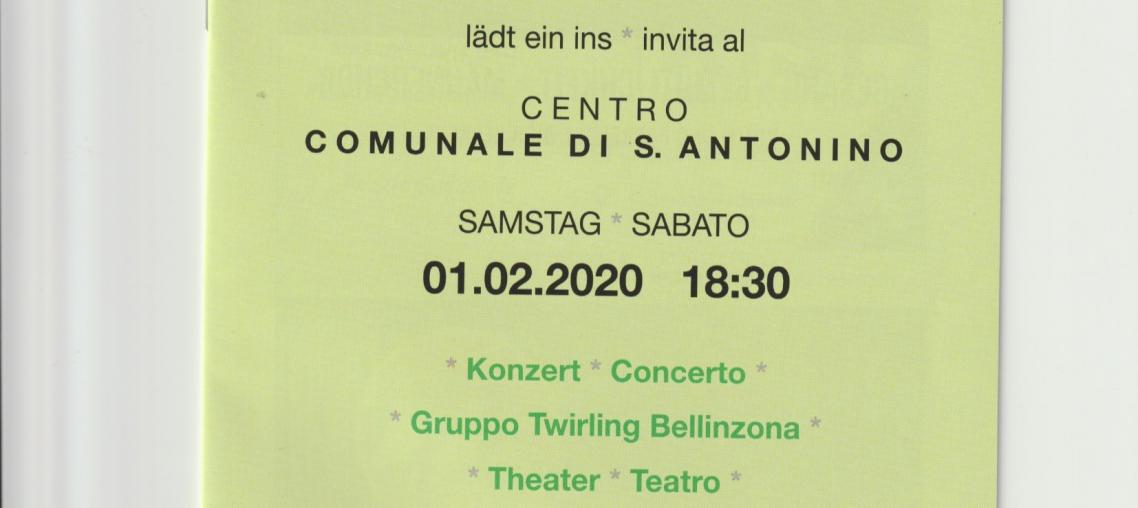 lädt ein ins * invita al
CENTRO
COMUNALE DI S. ANTONINO
SAMSTAG * SABATO
01.02.2020 18:30
* Konzert * Concerto *
* Gruppo Twirling Bellinzona *
* Theater * Teatro *